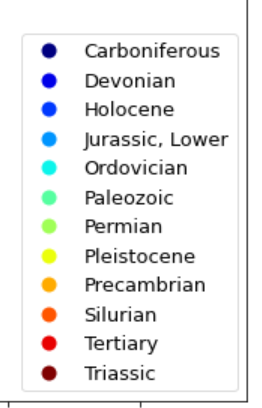 Carboniferous
Devonian
Holocene
Jurassic, Lower
Ordovician
Paleozoic
Permian
Pleistocene
Precambrian
Silurian
Tertiary
Triassic